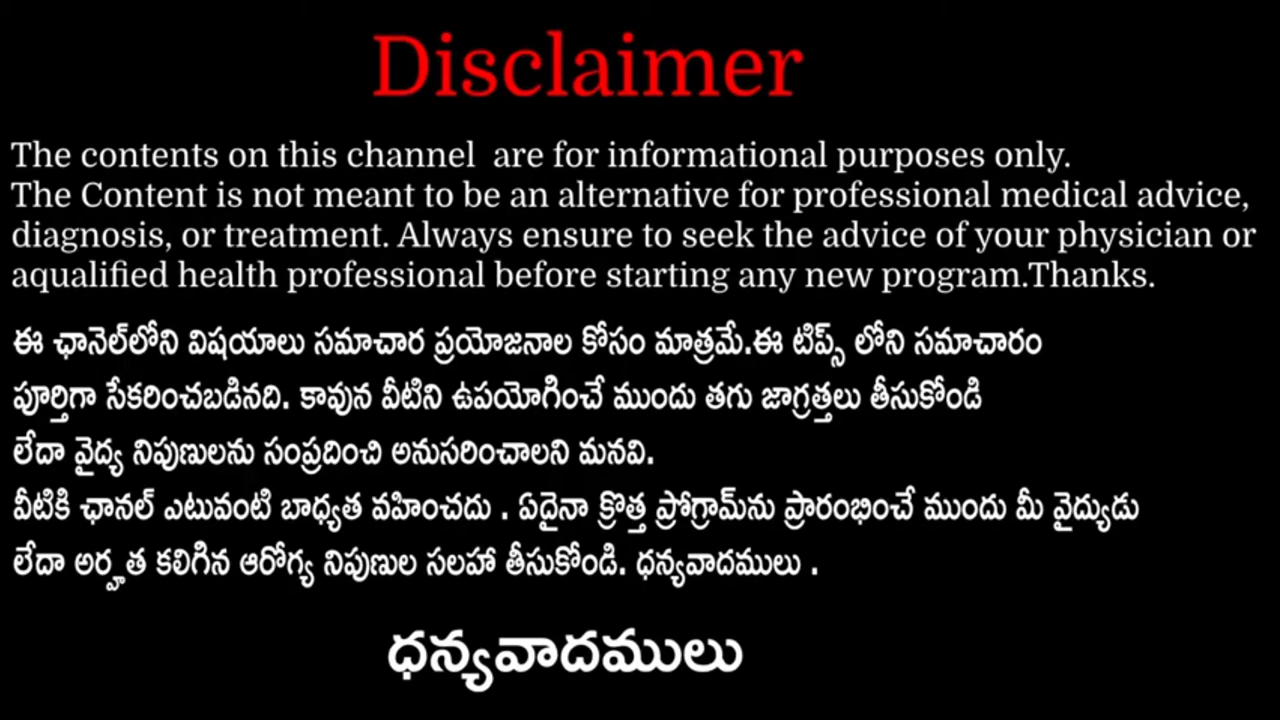 Disclaimer
The contents on this channel  are for informational purposes only.
The Content is not meant to be an alternative for professional medical advice,
diagnosis, or treatment. Always ensure to seek the advice of your physician or
aqualified health professional before starting any new program.Thanks.
ఈ ఛానెల్‌లోని విషయాలు సమాచార ప్రయోజనాల కోసం మాత్రమే.ఈ టిప్స్ లోని సమాచారం
పూర్తిగా సేకరించబడినది. కావున వీటిని ఉపయోగించే ముందు తగు జాగ్రత్తలు తీసుకోండి
లేదా వైద్య నిపుణులను సంప్రదించి అనుసరించాలని మనవి.
వీటికి ఛానల్ ఎటువంటి బాధ్యత వహించదు . ఏదైనా క్రొత్త ప్రోగ్రామ్‌ను ప్రారంభించే ముందు మీ వైద్యుడు
లేదా అర్హత కలిగిన ఆరోగ్య నిపుణుల సలహా తీసుకోండి. ధన్యవాదములు .
ధన్యవాదములు